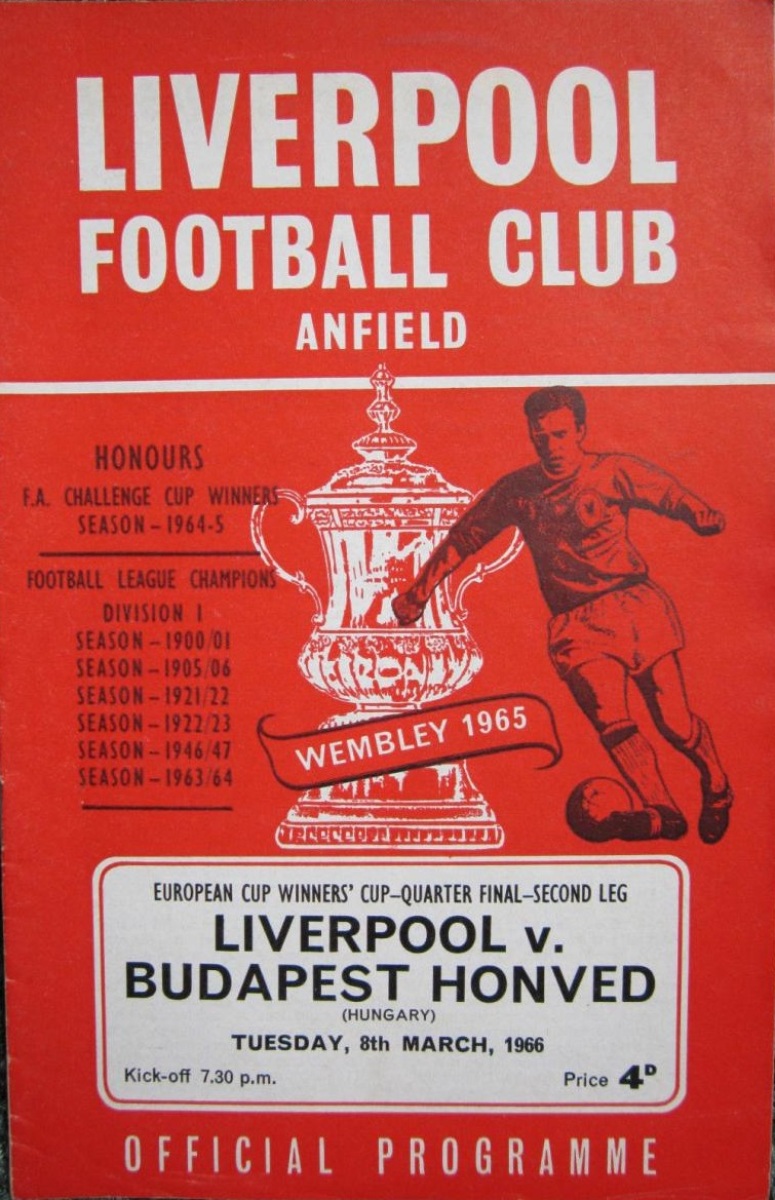 LIVERPOOL
FOOTBALL CLUB
ANFIELD
HONOURS
F.A. CHALLENGE CUP WINNERS
SEASON – 1964-5
FOOTBALL LEAGUE CHAMPIONS
DIVISION I
SEASON – 1900/01
SEASON – 1905/06
SEASON – 1921/22
SEASON – 1922/23
SEASON – 1946/47
SEASON – 1963/64
WEMBLEY 1965
EUROPEAN CUP WINNERS' CUP–QUARTER FINAL–SECOND LEG
LIVERPOOL v.
BUDAPEST HONVED
(HUNGARY)
TUESDAY, 8th MARCH, 1966
Kick-off 7.30 p.m. Price 4D
OFFICIAL PROGRAMME